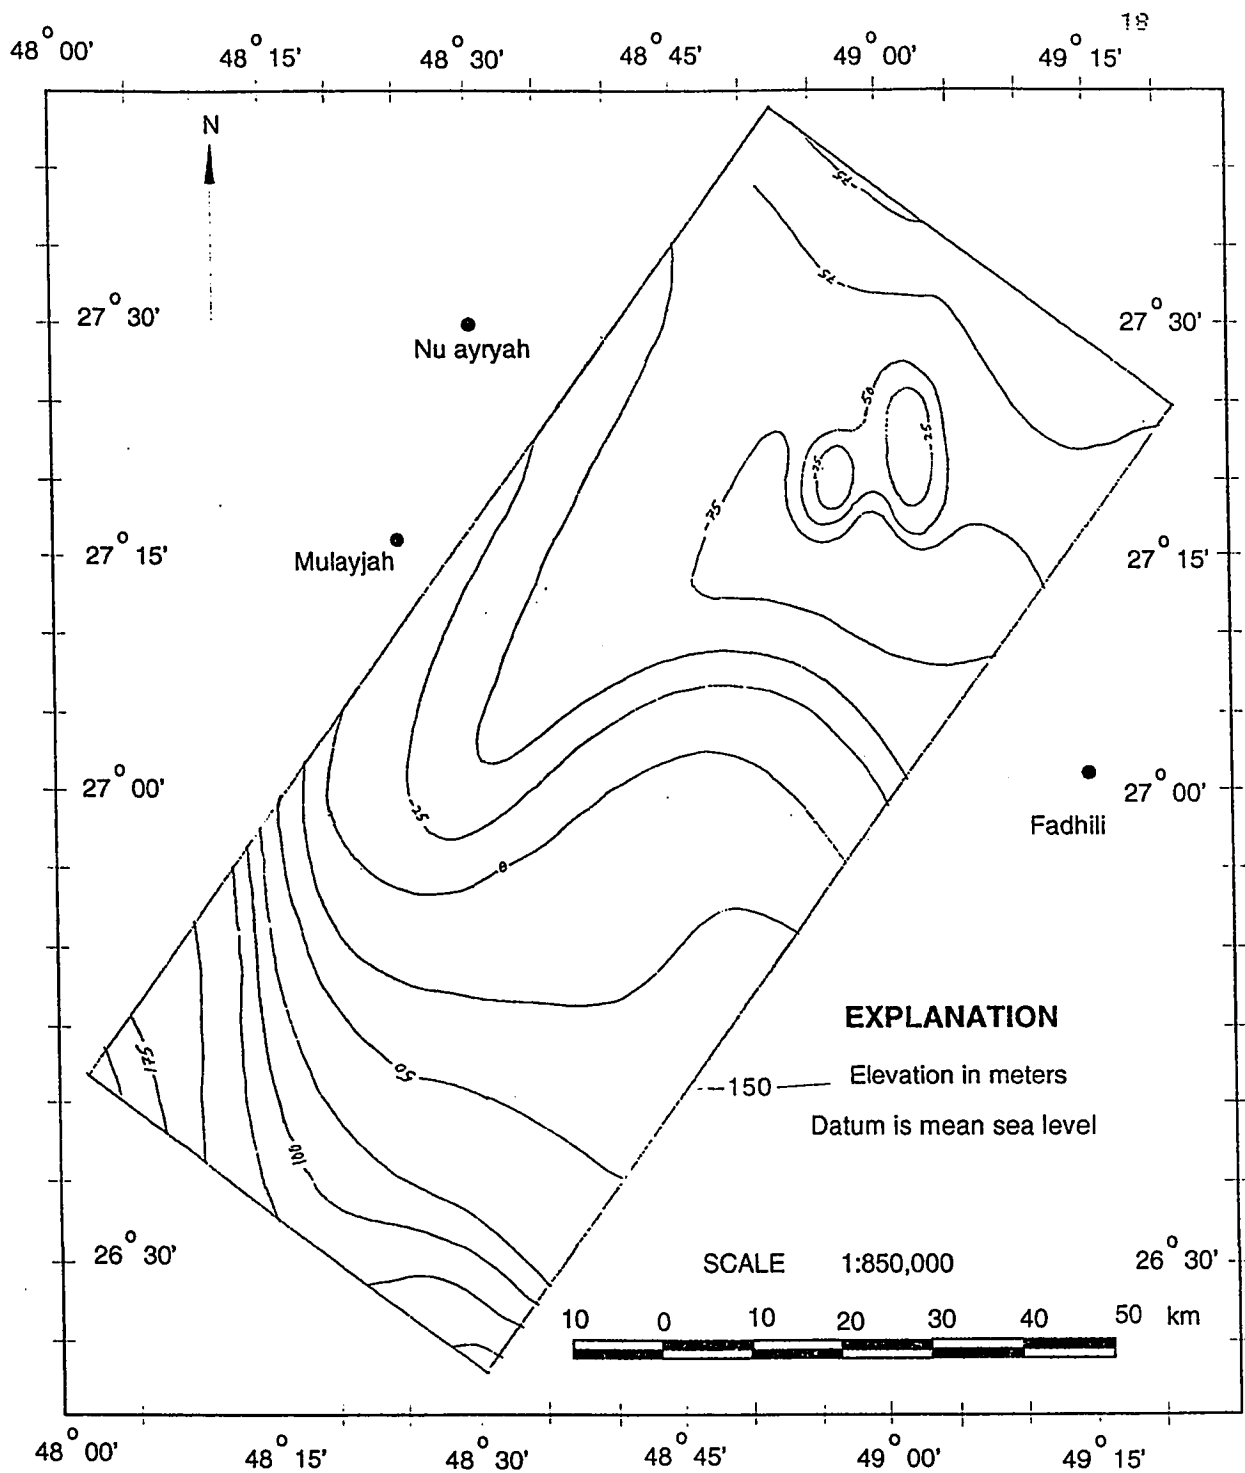 18
48° 00' 48° 15' 48° 30' 48° 45' 49° 00' 49° 15'
N
-75-
-75-
27° 30' 27° 30'
Nu ayryah
-50
-25
-25
-75
27° 15' 27° 15'
Mulayjah
27° 00' 27° 00'
-25
Fadhili
0
EXPLANATION
175
50
150 Elevation in meters
Datum is mean sea level
100
26° 30' SCALE 1:850,000 26° 30'
10 0 10 20 30 40 50 km
48° 00' 48° 15' 48° 30' 48° 45' 49° 00' 49° 15'